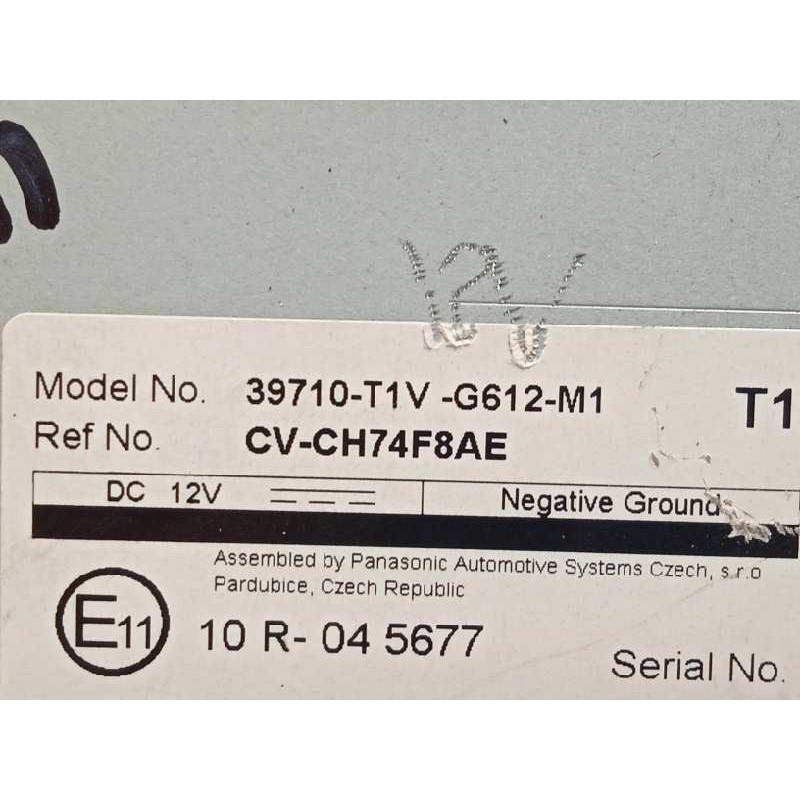 12V
Model No. 39710-T1V -G612-M1 T1
Ref No. CV-CH74F8AE
DC 12V Negative Ground
Assembled by Panasonic Automotive Systems Czech, s.r.o
Pardubice, Czech Republic
E11 10 R- 04 5677
Serial No.